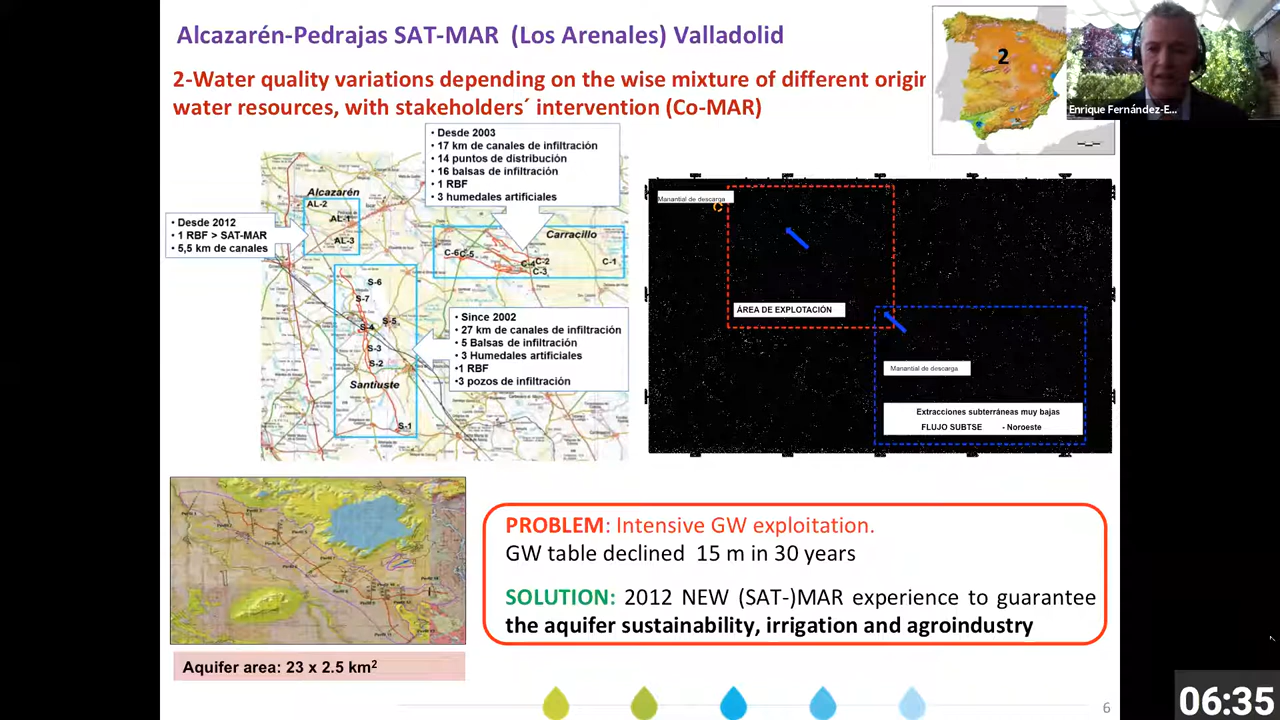 Alcazarén-Pedrajas SAT-MAR (Los Arenales) Valladolid
2-Water quality variations depending on the wise mixture of different origin
water resources, with stakeholders´ intervention (Co-MAR)
2
Enrique Fernández-E...
• Desde 2003
• 17 km de canales de infiltración
• 14 puntos de distribución
• 16 balsas de infiltración
• 1 RBF
• 3 humedales artificiales
• Desde 2012
• 1 RBF > SAT-MAR
• 5,5 km de canales
Alcazarén
AL-2
AL-1
AL-3
Carracillo
C-6
C-5
C-4
C-2
C-3
C-1
S-6
S-7
S-5
S-4
S-3
S-2
Santiuste
S-1
• Since 2002
• 27 km de canales de infiltración
• 5 Balsas de infiltración
• 3 Humedales artificiales
•1 RBF
•3 pozos de infiltración
Manantial de descarga
ÁREA DE EXPLOTACIÓN
Manantial de descarga
Extracciones subterráneas muy bajas
FLUJO SUBTSE - Noroeste
PROBLEM: Intensive GW exploitation.
GW table declined 15 m in 30 years
SOLUTION: 2012 NEW (SAT-)MAR experience to guarantee
the aquifer sustainability, irrigation and agroindustry
Aquifer area: 23 x 2.5 km²
6
06:35